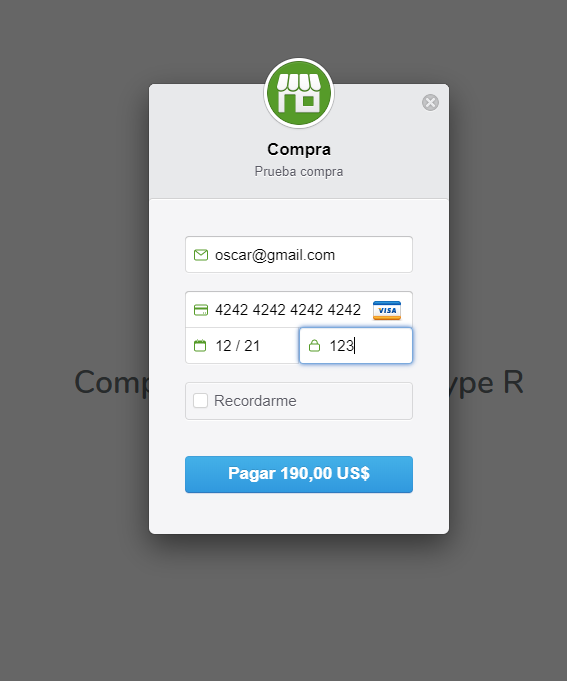 Compra
Prueba compra
oscar@gmail.com
4242 4242 4242 4242 VISA
12 / 21 123
Recordarme
Pagar 190,00 US$
R